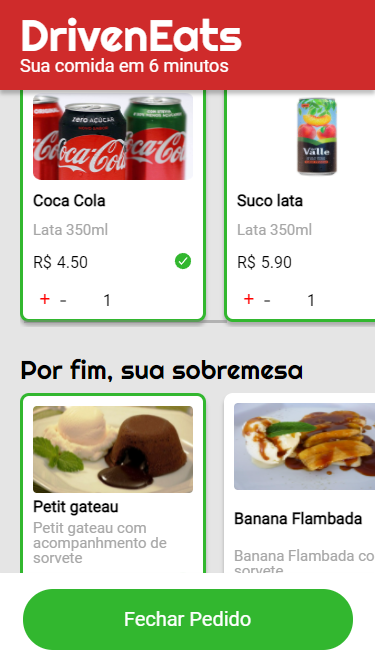 DrivenEats
Sua comida em 6 minutos
zero AÇÚCAR
Coca-Cola
Coca-Cola
Valle
Coca Cola
Suco lata
Lata 350ml
Lata 350ml
R$ 4.50
R$ 5.90
+ - 1
+ - 1
Por fim, sua sobremesa
Petit gateau
Banana Flambada
Petit gateau com
acompanhmento de
sorvete
Banana Flambada co
sorvete
Fechar Pedido